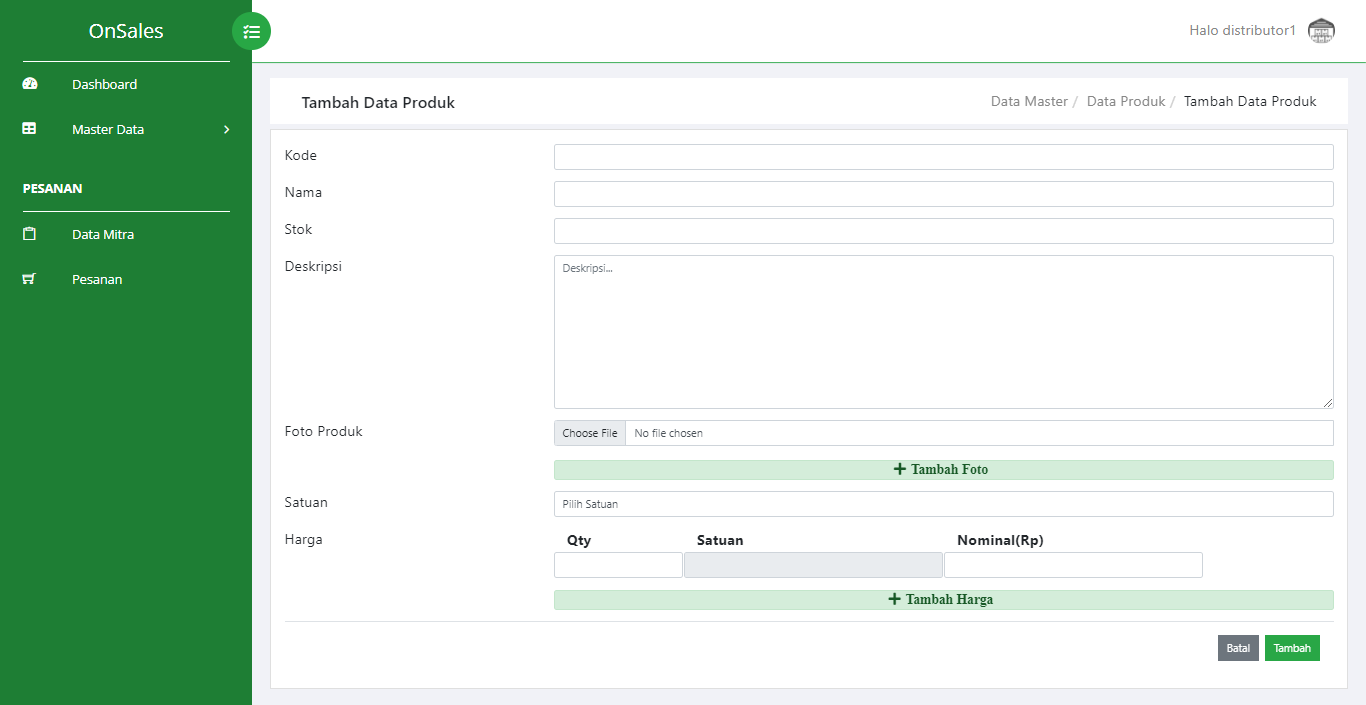 OnSales
Halo distributor1
Dashboard
Master Data
PESANAN
Data Mitra
Pesanan
Tambah Data Produk
Data Master / Data Produk / Tambah Data Produk
Kode
Nama
Stok
Deskripsi
Deskripsi...
Foto Produk
Choose File No file chosen
Tambah Foto
Satuan
Pilih Satuan
Harga
Qty Satuan Nominal(Rp)
Tambah Harga
Batal Tambah